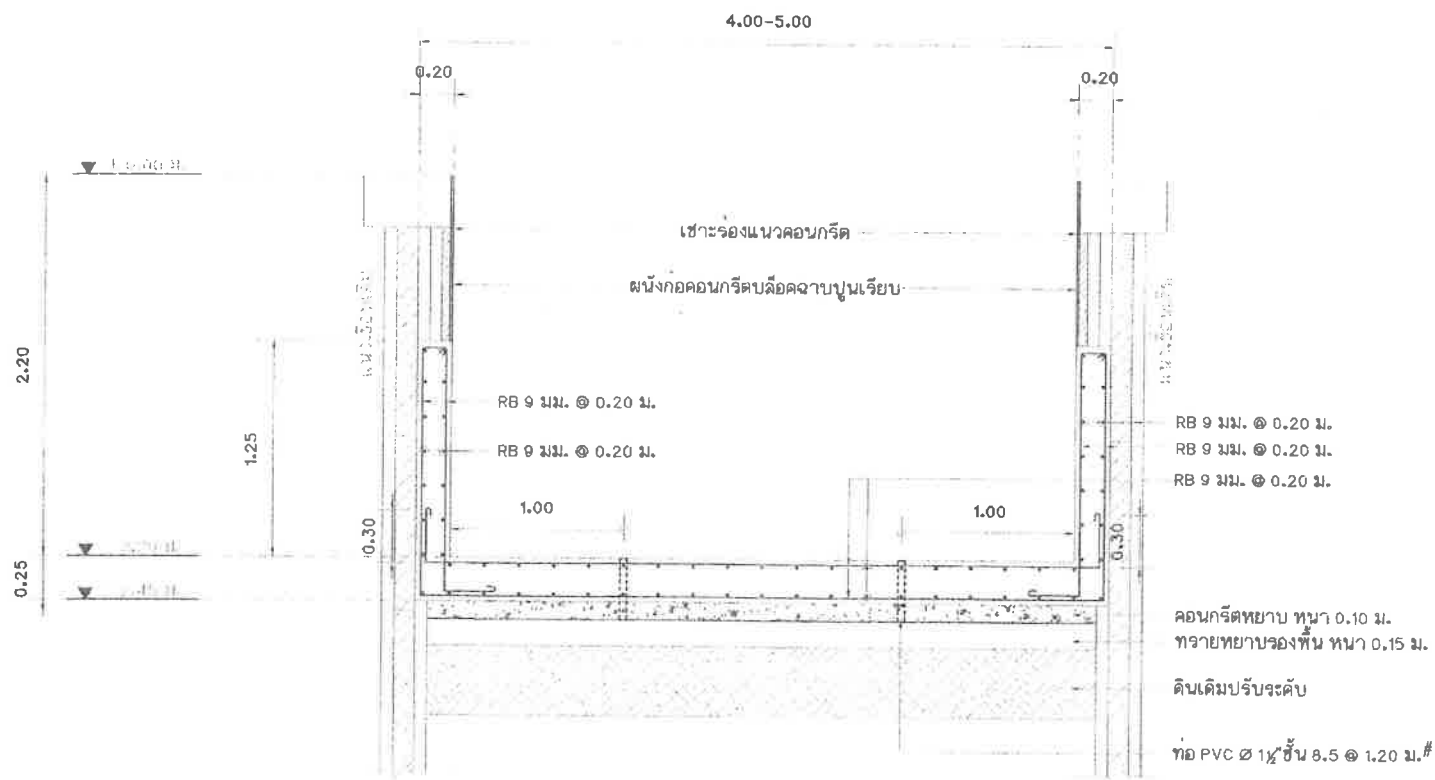 4.00-5.00
0.20
0.20
เซาะร่องแนวคอนกรีต
ผนังก่อคอนกรีตบล็อคฉาบปูนเรียบ
2.20
1.25
RB 9 มม. @ 0.20 ม.
RB 9 มม. @ 0.20 ม.
RB 9 มม. @ 0.20 ม.
RB 9 มม. @ 0.20 ม.
RB 9 มม. @ 0.20 ม.
1.00
1.00
0.30
0.30
0.25
คอนกรีตหยาบ หนา 0.10 ม.
ทรายหยาบรองพื้น หนา 0.15 ม.
ดินเดิมปรับระดับ
ท่อ PVC Ø 1½" ชั้น 8.5 @ 1.20 ม.#